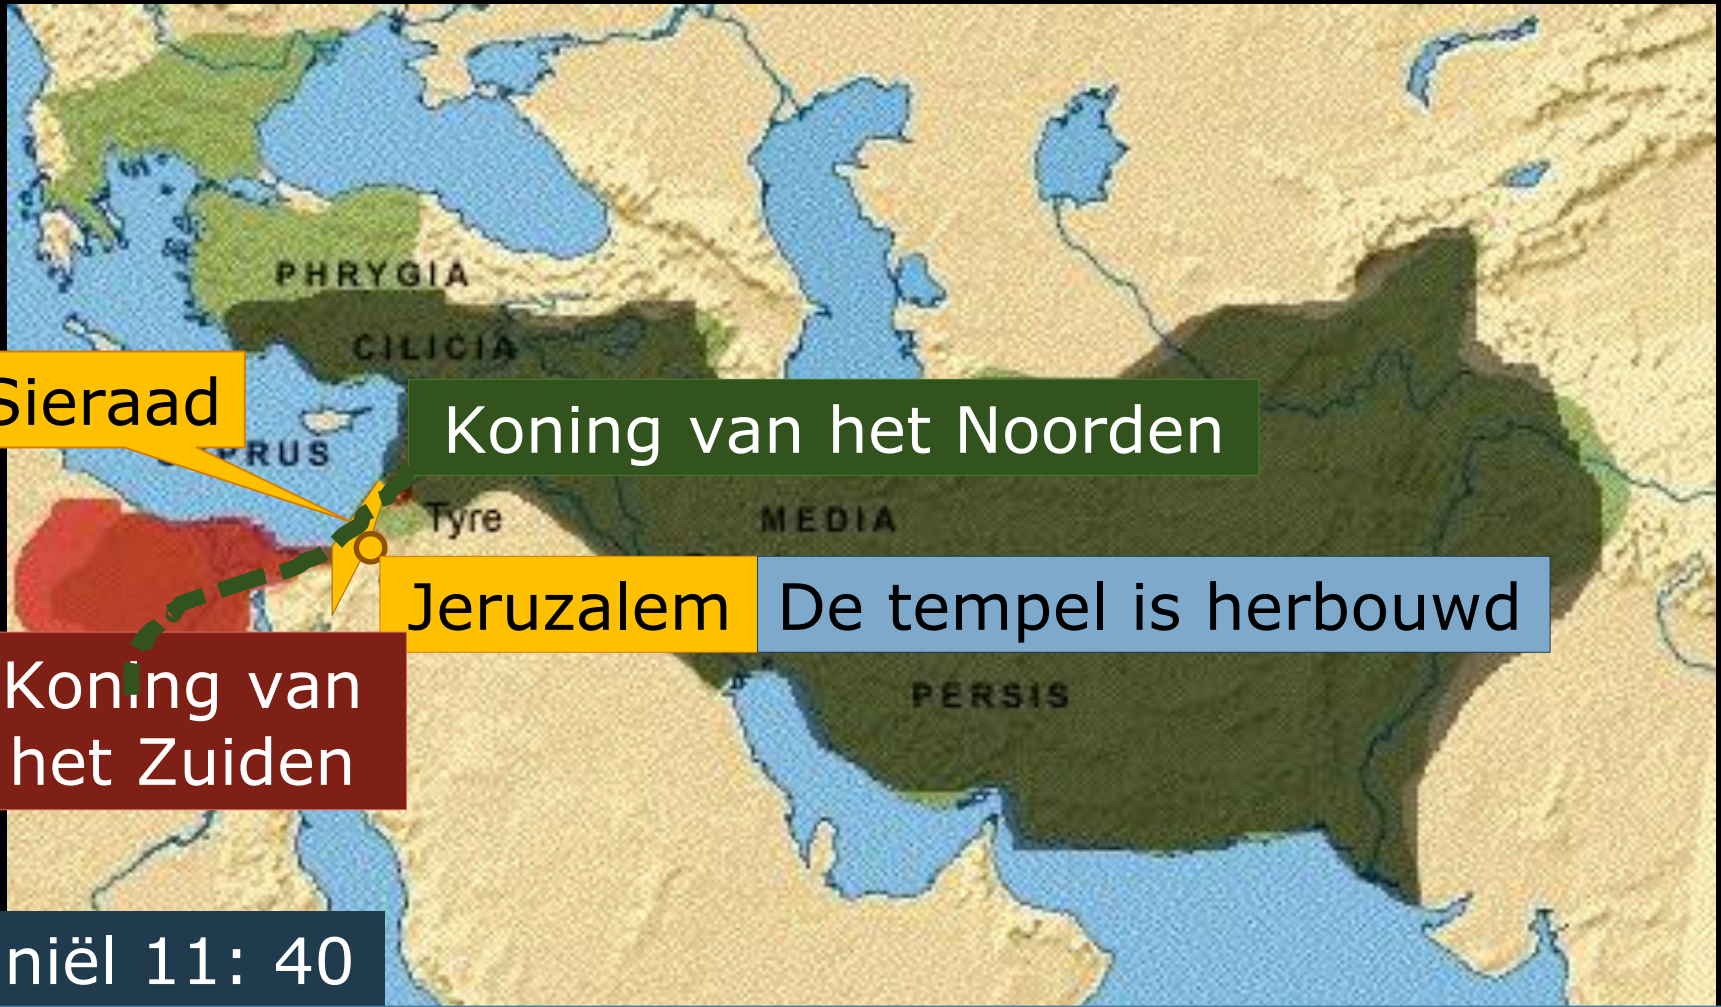 PHRYGIA
CILICIA
Sieraad
Koning van het Noorden
RUS
Tyre
MEDIA
Jeruzalem
De tempel is herbouwd
Koning van
het Zuiden
PERSIS
niël 11: 40